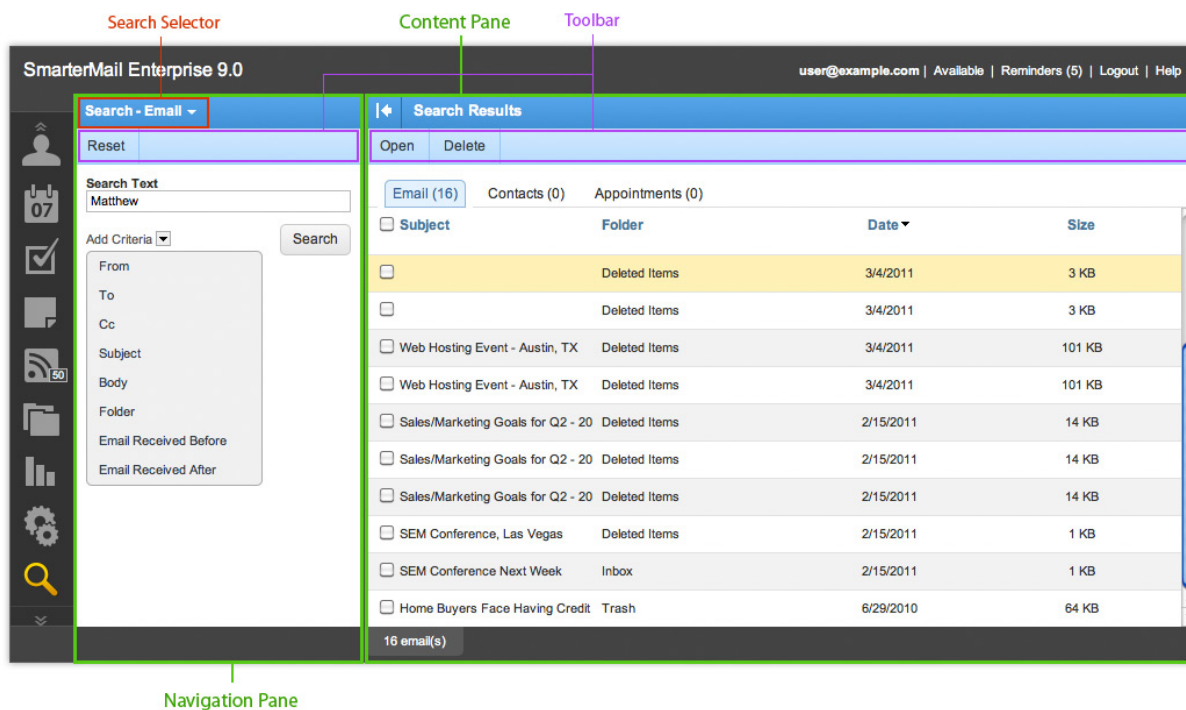 Search Selector
Content Pane
Toolbar
SmarterMail Enterprise 9.0
user@example.com | Available | Reminders (5) | Logout | Help
Search - Email
Reset
Search Text
Matthew
Add Criteria
Search
From
To
Cc
Subject
Body
Folder
Email Received Before
Email Received After
07
50
Search Results
Open Delete
Email (16) Contacts (0) Appointments (0)
Subject Folder Date Size
Deleted Items 3/4/2011 3 KB
Deleted Items 3/4/2011 3 KB
Web Hosting Event - Austin, TX Deleted Items 3/4/2011 101 KB
Web Hosting Event - Austin, TX Deleted Items 3/4/2011 101 KB
Sales/Marketing Goals for Q2 - 20 Deleted Items 2/15/2011 14 KB
Sales/Marketing Goals for Q2 - 20 Deleted Items 2/15/2011 14 KB
Sales/Marketing Goals for Q2 - 20 Deleted Items 2/15/2011 14 KB
SEM Conference, Las Vegas Deleted Items 2/15/2011 1 KB
SEM Conference Next Week Inbox 2/15/2011 1 KB
Home Buyers Face Having Credit Trash 6/29/2010 64 KB
16 email(s)
Navigation Pane